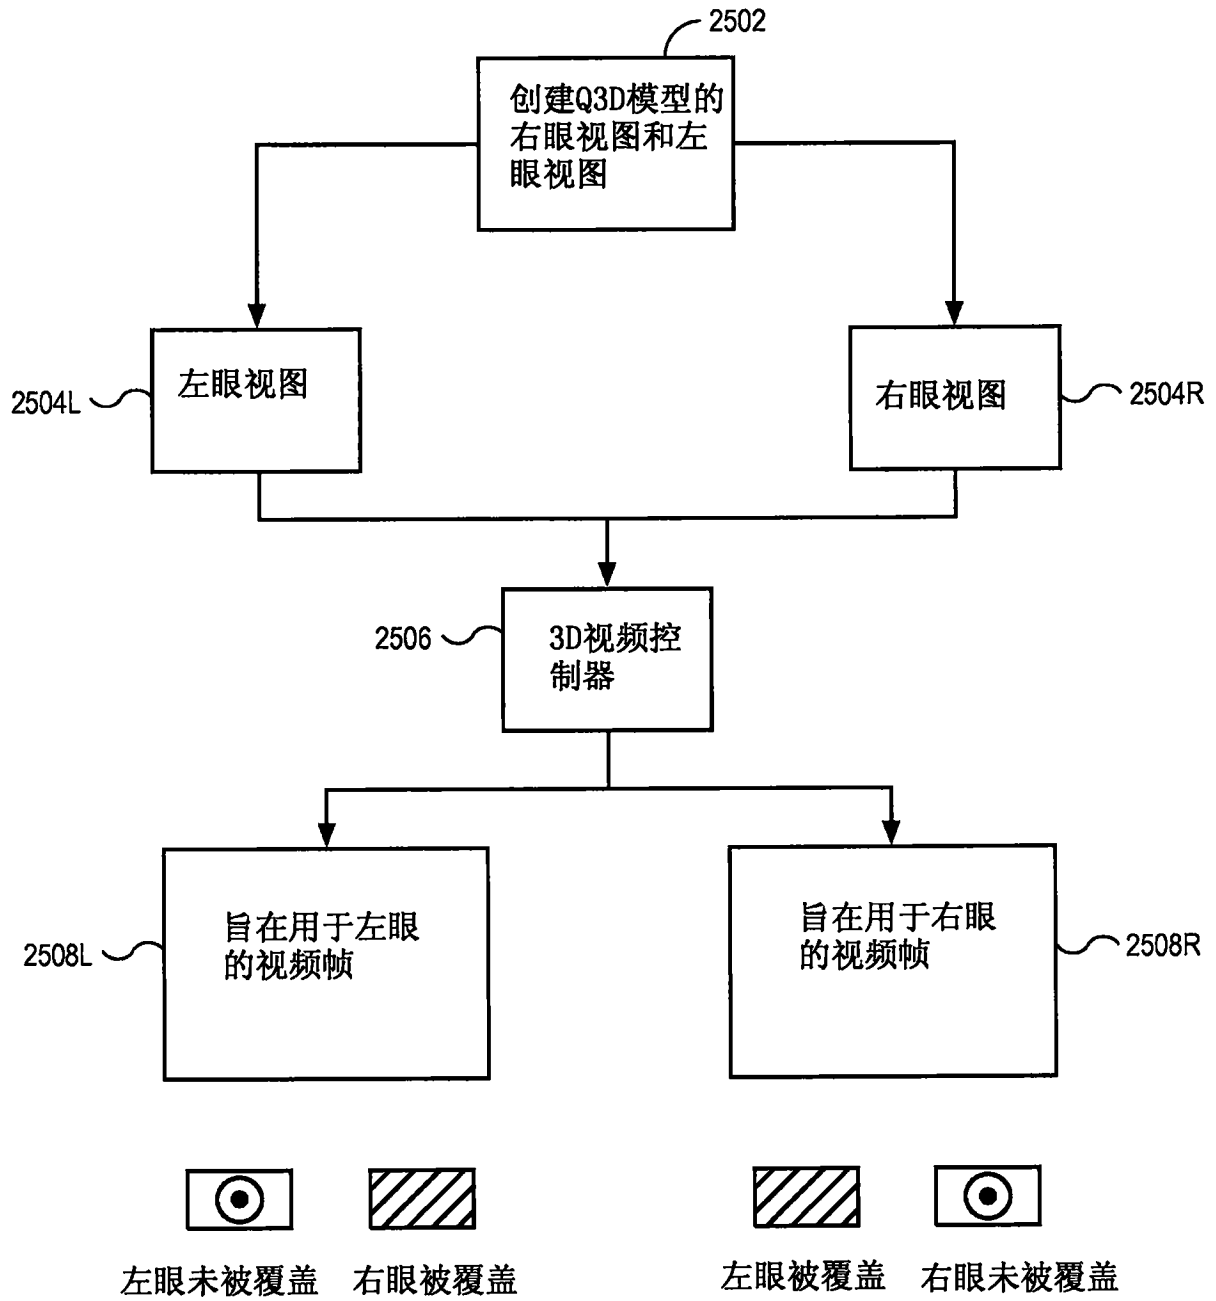 2502
创建Q3D模型的
右眼视图和左
眼视图
左眼视图
2504L
右眼视图
2504R
2506
3D视频控
制器
旨在用于左眼
的视频帧
2508L
旨在用于右眼
的视频帧
2508R
左眼未被覆盖
右眼被覆盖
左眼被覆盖
右眼未被覆盖